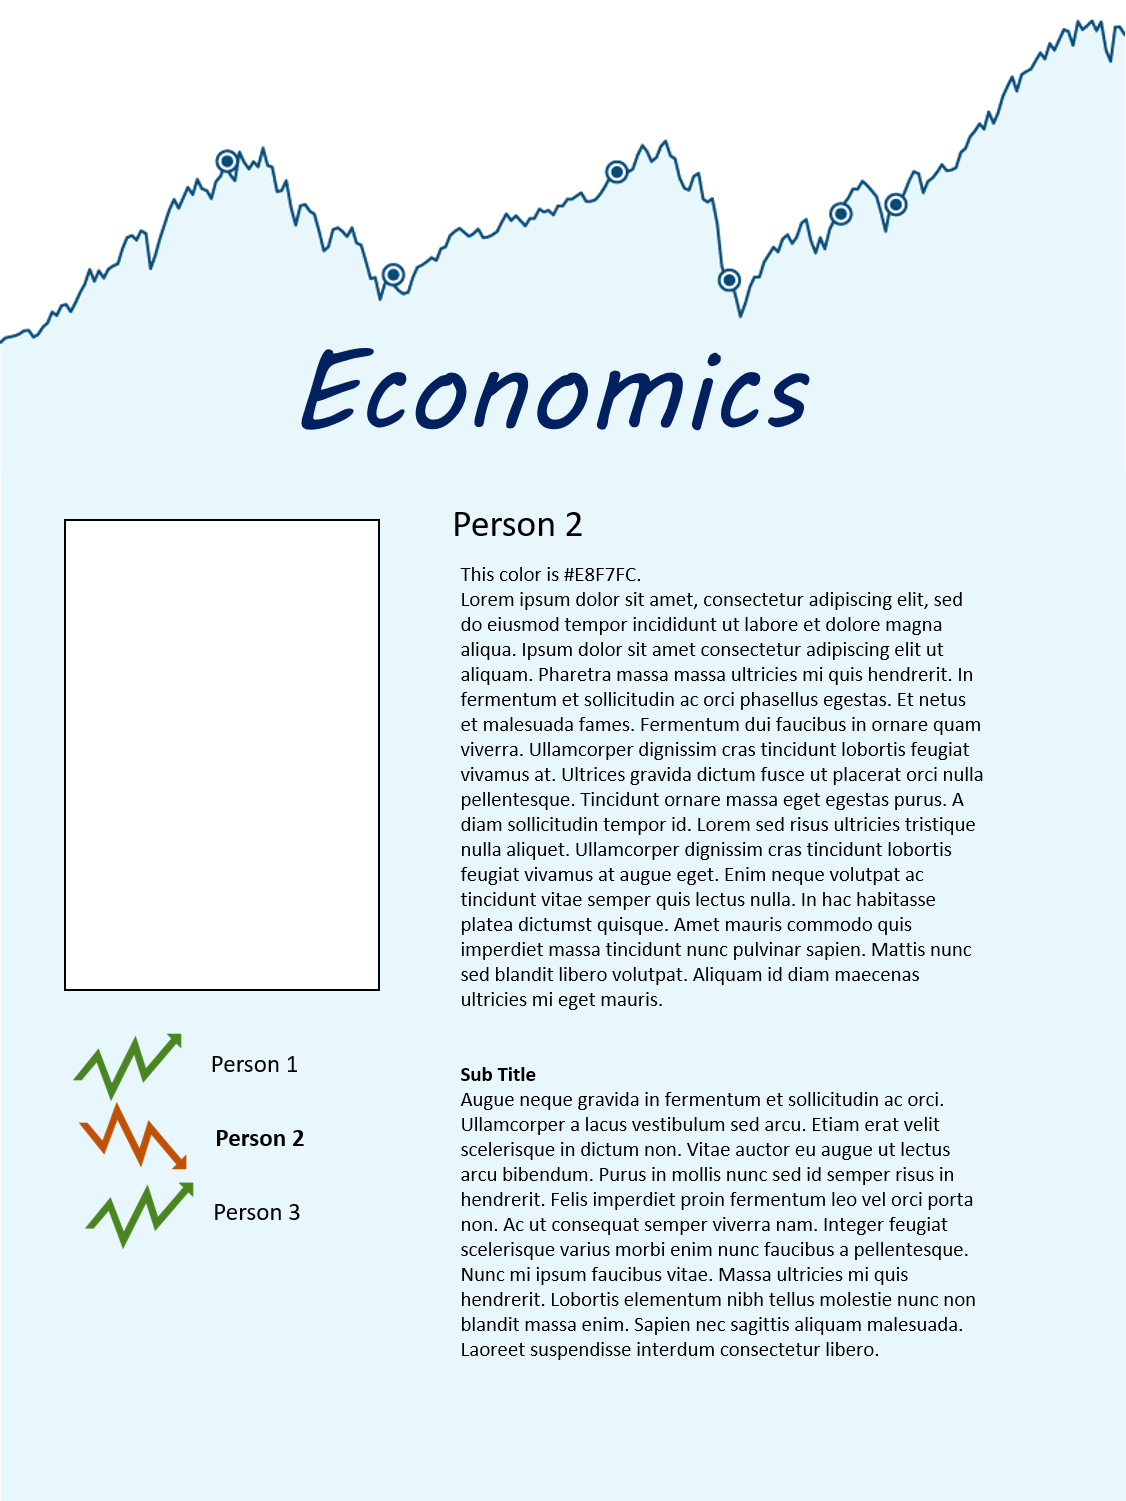 Economics
Person 2
This color is #E8F7FC.
Lorem ipsum dolor sit amet, consectetur adipiscing elit, sed
do eiusmod tempor incididunt ut labore et dolore magna
aliqua. Ipsum dolor sit amet consectetur adipiscing elit ut
aliquam. Pharetra massa massa ultricies mi quis hendrerit. In
fermentum et sollicitudin ac orci phasellus egestas. Et netus
et malesuada fames. Fermentum dui faucibus in ornare quam
viverra. Ullamcorper dignissim cras tincidunt lobortis feugiat
vivamus at. Ultrices gravida dictum fusce ut placerat orci nulla
pellentesque. Tincidunt ornare massa eget egestas purus. A
diam sollicitudin tempor id. Lorem sed risus ultricies tristique
nulla aliquet. Ullamcorper dignissim cras tincidunt lobortis
feugiat vivamus at augue eget. Enim neque volutpat ac
tincidunt vitae semper quis lectus nulla. In hac habitasse
platea dictumst quisque. Amet mauris commodo quis
imperdiet massa tincidunt nunc pulvinar sapien. Mattis nunc
sed blandit libero volutpat. Aliquam id diam maecenas
ultricies mi eget mauris.
Sub Title
Augue neque gravida in fermentum et sollicitudin ac orci.
Ullamcorper a lacus vestibulum sed arcu. Etiam erat velit
scelerisque in dictum non. Vitae auctor eu augue ut lectus
arcu bibendum. Purus in mollis nunc sed id semper risus in
hendrerit. Felis imperdiet proin fermentum leo vel orci porta
non. Ac ut consequat semper viverra nam. Integer feugiat
scelerisque varius morbi enim nunc faucibus a pellentesque.
Nunc mi ipsum faucibus vitae. Massa ultricies mi quis
hendrerit. Lobortis elementum nibh tellus molestie nunc non
blandit massa enim. Sapien nec sagittis aliquam malesuada.
Laoreet suspendisse interdum consectetur libero.
Person 1
Person 2
Person 3